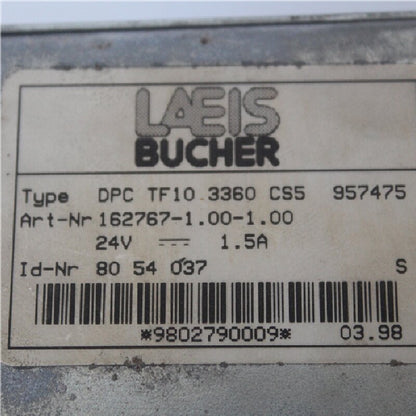 LAEIS
BUCHER
Type DPC TF10 3360 CS5 957475
Art-Nr 162767-1.00-1.00
24V 1.5A
Id-Nr 80 54 037 S
*9802790009* 03.98